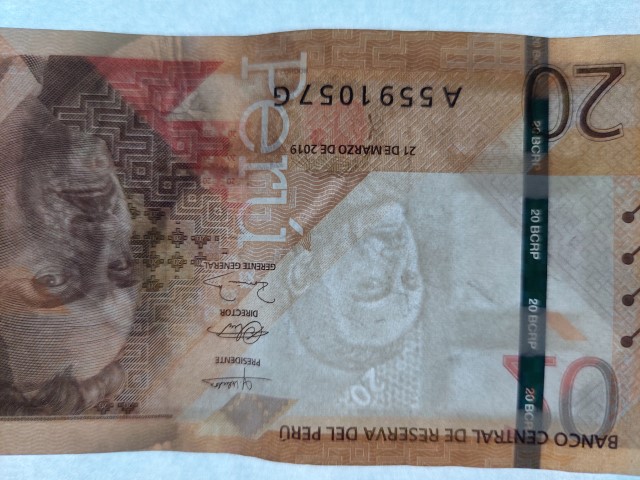 BANCO CENTRAL DE RESERVA DEL PERÚ
20 BCRP
20
20
20 BCRP
20 BCRP
20 BCRP
PRESIDENTE
DIRECTOR
GERENTE GENERAL
Perú
21 DE MARZO DE 2019
20
A5591057G